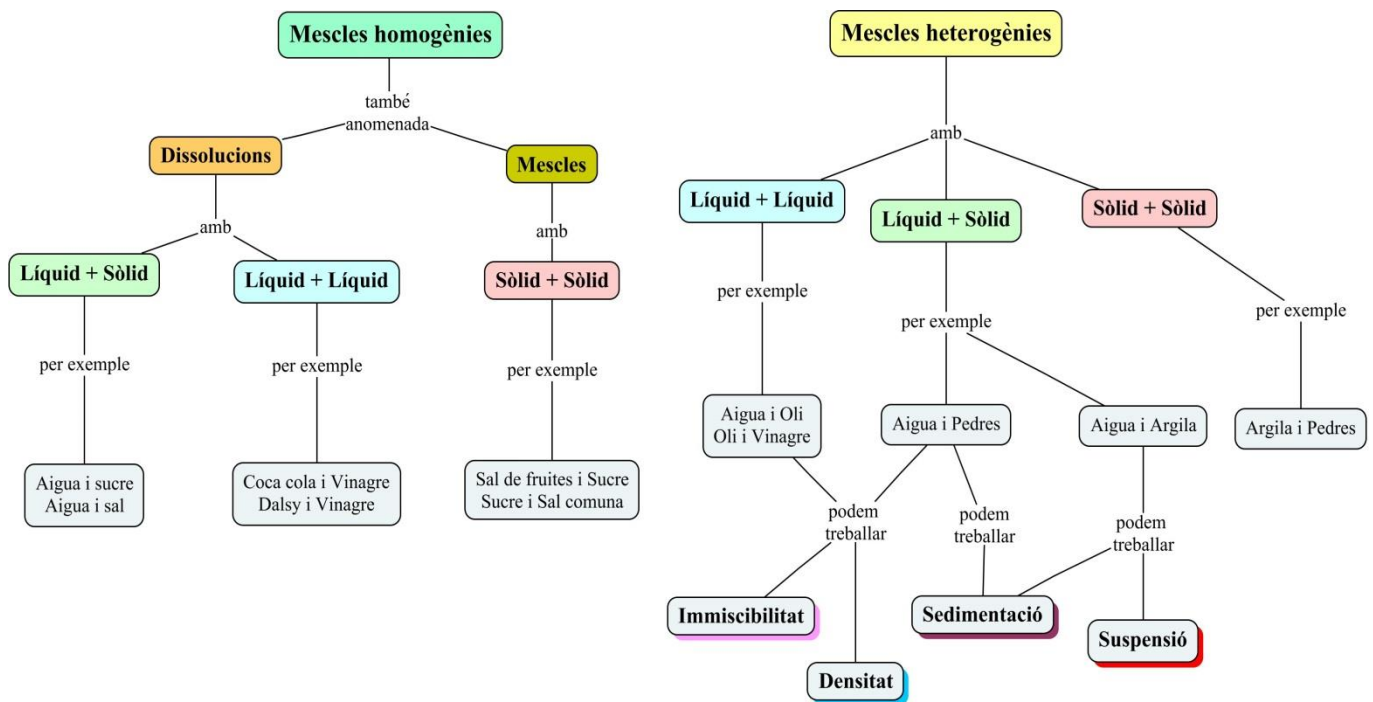 Mescles homogènies
també
anomenada
Dissolucions
Mescles
amb
amb
Líquid + Sòlid
Líquid + Líquid
Sòlid + Sòlid
per exemple
per exemple
per exemple
Aigua i sucre
Aigua i sal
Coca cola i Vinagre
Dalsy i Vinagre
Sal de fruites i Sucre
Sucre i Sal comuna
Mescles heterogènies
amb
Líquid + Líquid
Líquid + Sòlid
Sòlid + Sòlid
per exemple
per exemple
per exemple
Aigua i Oli
Oli i Vinagre
Aigua i Pedres
Aigua i Argila
Argila i Pedres
podem
treballar
podem
treballar
podem
treballar
Immiscibilitat
Sedimentació
Suspensió
Densitat